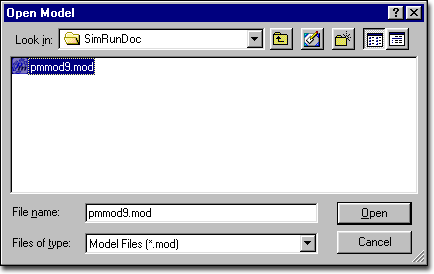 Open Model
Look in: SimRunDoc
pmmod9.mod
File name: pmmod9.mod Open
Files of type: Model Files (*.mod) Cancel